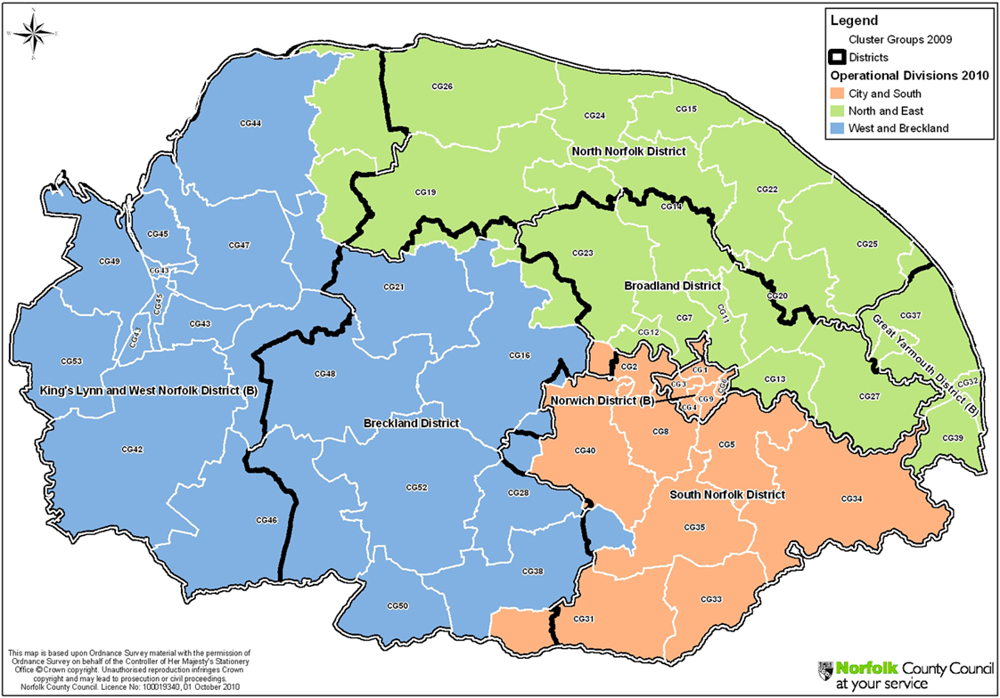 N
W
E
S
Legend
Cluster Groups 2009
Districts
Operational Divisions 2010
City and South
North and East
West and Breckland
CG26
CG24
CG15
CG44
North Norfolk District
CG19
CG22
CG14
CG45
CG47
CG25
CG23
CG49
CG43
CG21
Broadland District
CG20
CG45
CG11
CG37
CG7
CG43
CG12
CG43
Great Yarmouth District (B)
CG16
CG53
CG2
CG1
CG48
CG13
CG32
CG3
King's Lynn and West Norfolk District (B)
CG27
Norwich District (B)
CG9
CG4
Breckland District
CG8
CG39
CG42
CG40
CG5
CG52
CG28
South Norfolk District
CG34
CG46
CG35
CG38
CG33
CG50
CG31
This map is based upon Ordnance Survey material with the permission of
Ordnance Survey on behalf of the Controller of Her Majesty's Stationery
Office © Crown copyright. Unauthorised reproduction infringes Crown
copyright and may lead to prosecution or civil proceedings.
Norfolk County Council. Licence No: 100019340, 01 October 2010
Norfolk County Council
at your service